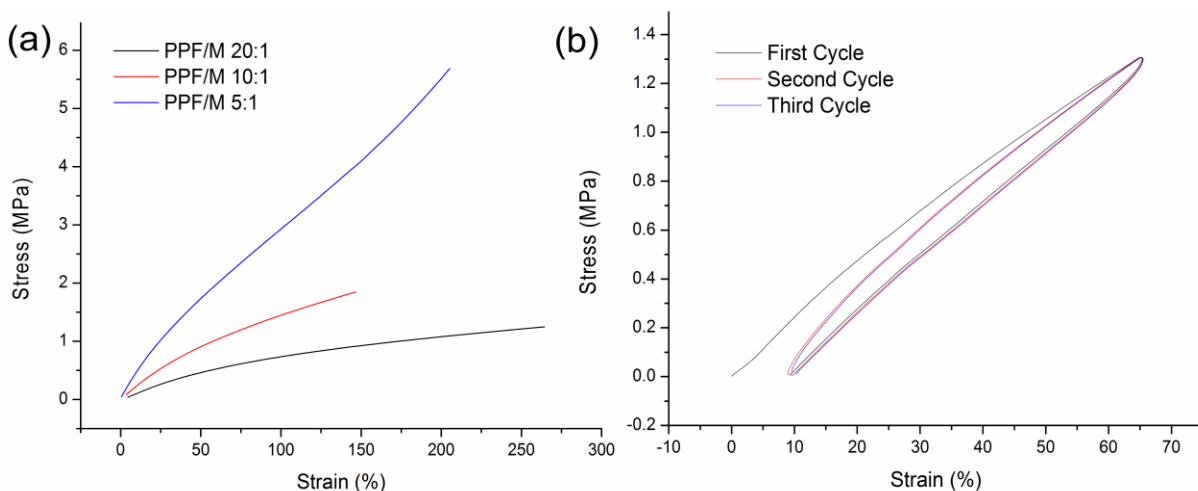 (a)
PPF/M 20:1
PPF/M 10:1
PPF/M 5:1
6
5
4
3
2
1
0
Stress (MPa)
0 50 100 150 200 250 300
Strain (%)
(b)
First Cycle
Second Cycle
Third Cycle
1.4
1.2
1.0
0.8
0.6
0.4
0.2
0.0
-0.2
Stress (MPa)
-10 0 10 20 30 40 50 60 70
Strain (%)